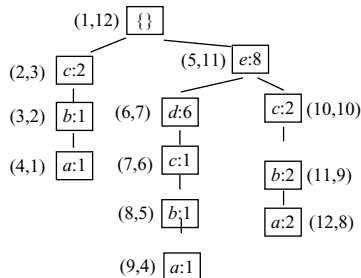 (1,12) {}
(2,3) c:2 (5,11) e:8
(3,2) b:1 (6,7) d:6 c:2 (10,10)
(4,1) a:1 (7,6) c:1
b:2 (11,9)
(8,5) b:1 a:2 (12,8)
(9,4) a:1